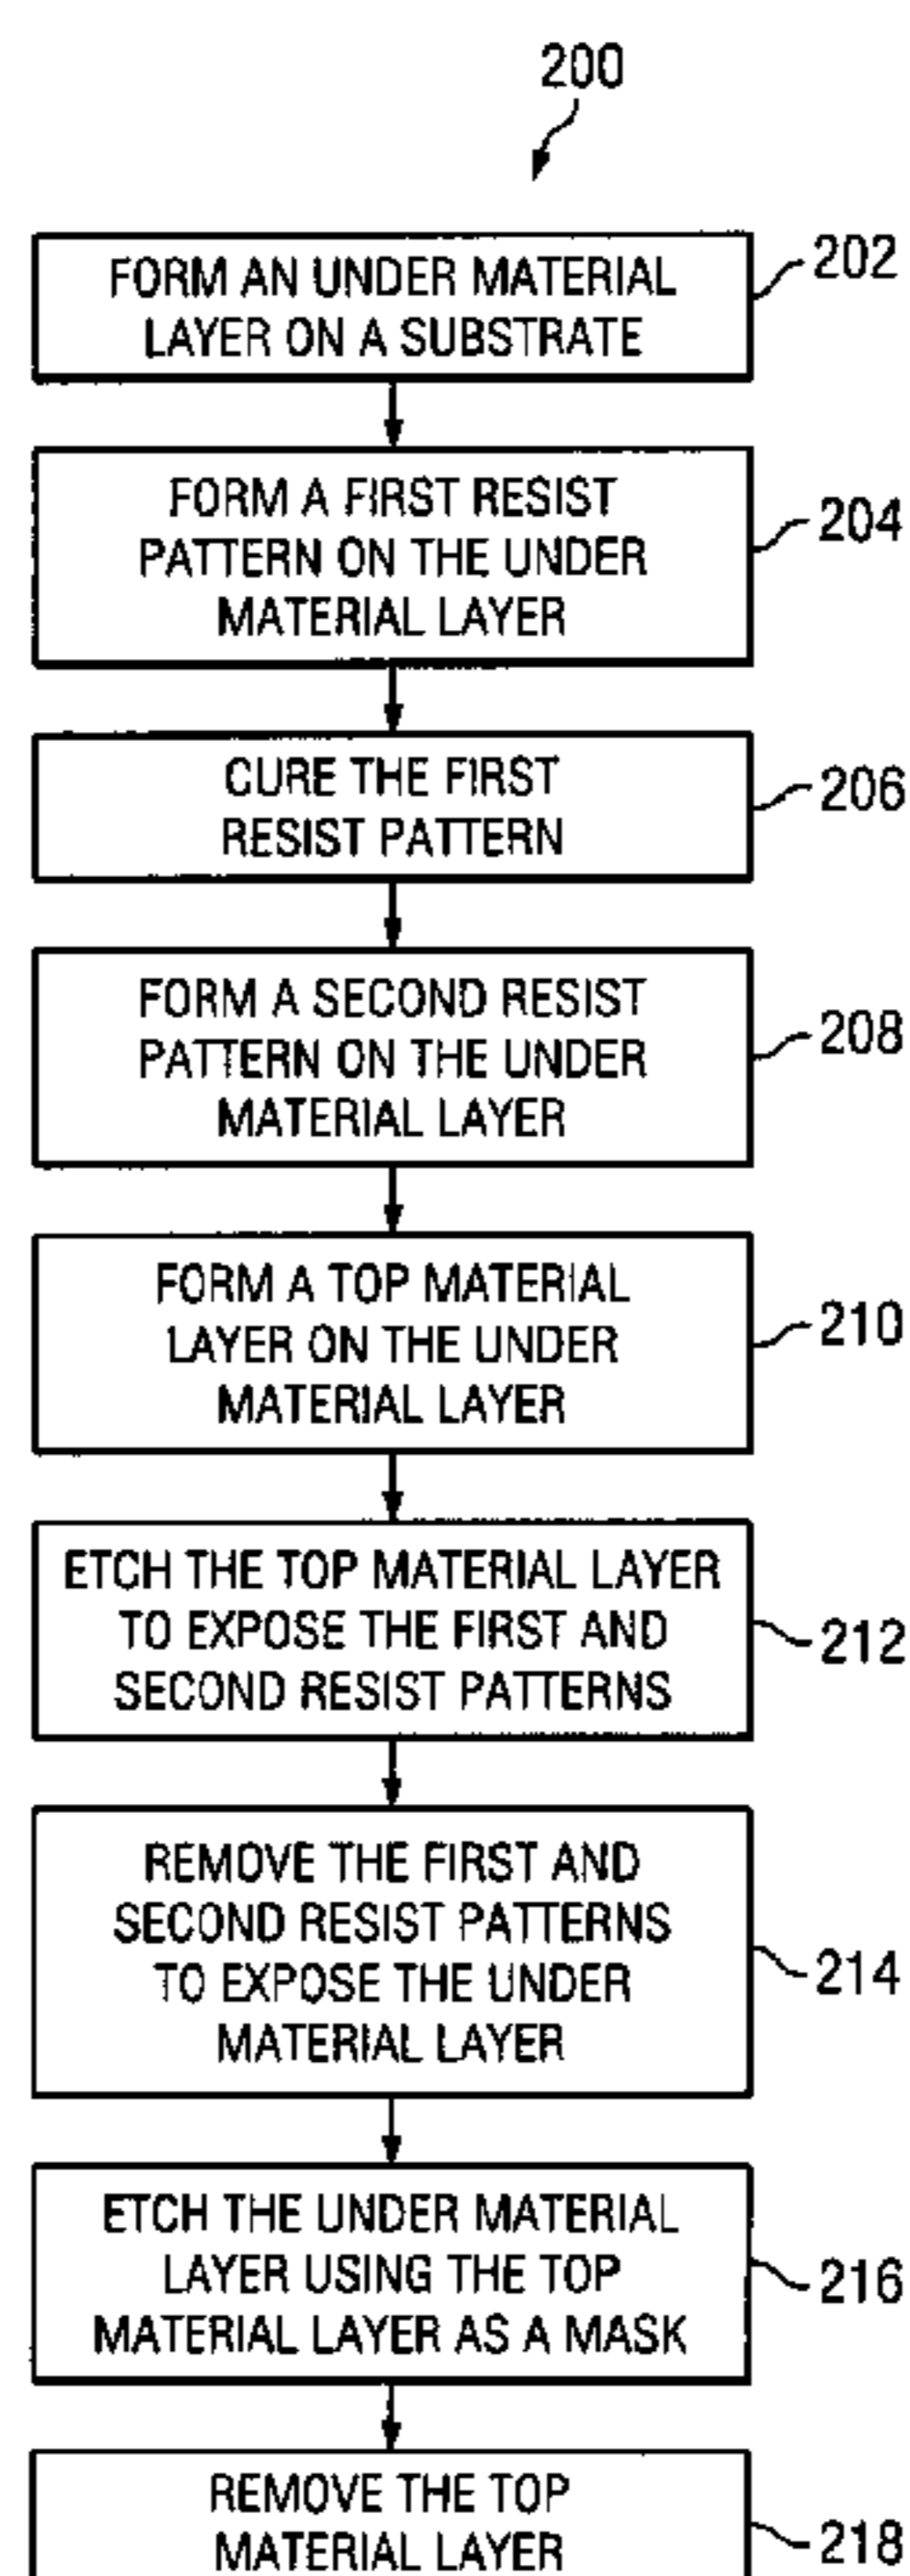 200
FORM AN UNDER MATERIAL
LAYER ON A SUBSTRATE
202
FORM A FIRST RESIST
PATTERN ON THE UNDER
MATERIAL LAYER
204
CURE THE FIRST
RESIST PATTERN
206
FORM A SECOND RESIST
PATTERN ON THE UNDER
MATERIAL LAYER
208
FORM A TOP MATERIAL
LAYER ON THE UNDER
MATERIAL LAYER
210
ETCH THE TOP MATERIAL LAYER
TO EXPOSE THE FIRST AND
SECOND RESIST PATTERNS
212
REMOVE THE FIRST AND
SECOND RESIST PATTERNS
TO EXPOSE THE UNDER
MATERIAL LAYER
214
ETCH THE UNDER MATERIAL
LAYER USING THE TOP
MATERIAL LAYER AS A MASK
216
REMOVE THE TOP
MATERIAL LAYER
218